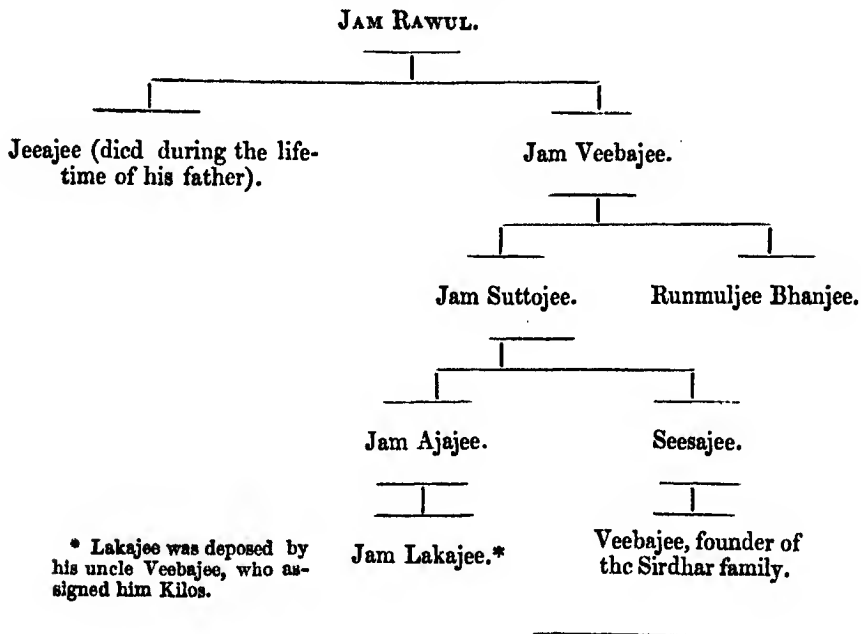 JAM RAWUL.
Jeeajee (died during the life-
time of his father).
Jam Veebajee.
Jam Suttojee.
Runmuljee Bhanjee.
Jam Ajajee.
Seesajee.
* Lakajee was deposed by
his uncle Veebajee, who as-
signed him Kilos.
Jam Lakajee.*
Veebajee, founder of
the Sirdhar family.